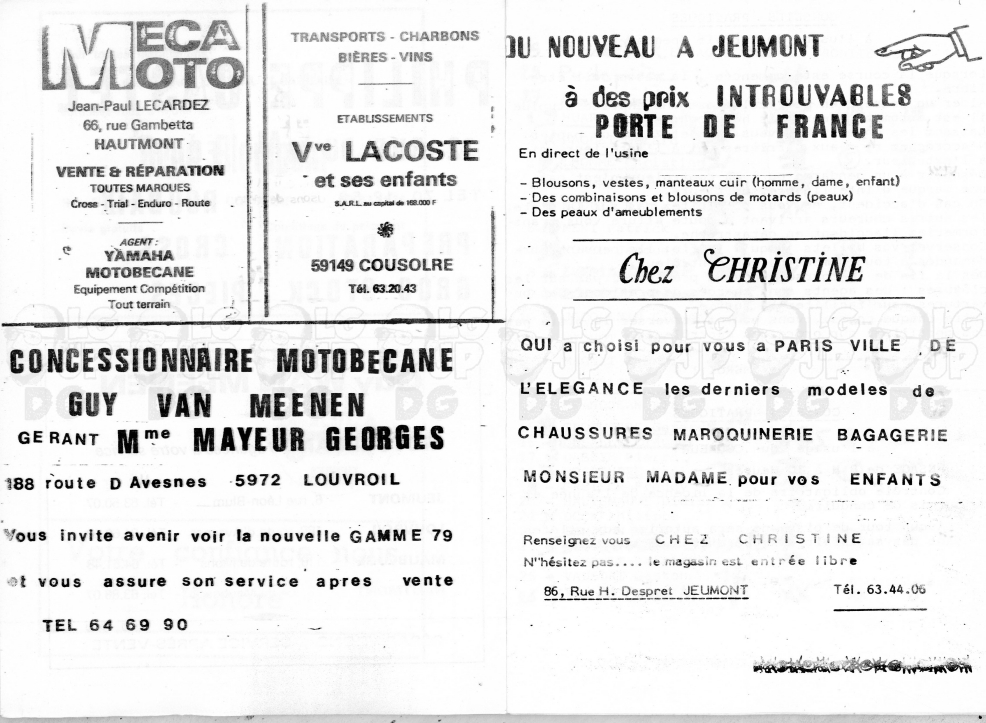 MECA
MOTO
Jean-Paul LECARDEZ
66, rue Gambetta
HAUTMONT
VENTE & RÉPARATION
TOUTES MARQUES
Cross - Trial - Enduro - Route
AGENT :
YAMAHA
MOTOBECANE
Equipement Compétition
Tout terrain
TRANSPORTS - CHARBONS
BIÈRES - VINS
ETABLISSEMENTS
Vve LACOSTE
et ses enfants
S.A.R.L. au capital de 168.000 F
59149 COUSOLRE
Tél. 63.20.43
CONCESSIONNAIRE MOTOBECANE
GUY VAN MEENEN
GERANT Mme MAYEUR GEORGES
188 route D Avesnes 5972 LOUVROIL
Vous invite avenir voir la nouvelle GAMME 79
et vous assure son service apres vente
TEL 64 69 90
DU NOUVEAU A JEUMONT
à des prix INTROUVABLES
PORTE DE FRANCE
En direct de l'usine
- Blousons, vestes, manteaux cuir (homme, dame, enfant)
- Des combinaisons et blousons de motards (peaux)
- Des peaux d'ameublements
Chez CHRISTINE
QUI a choisi pour vous a PARIS VILLE DE
L'ELEGANCE les derniers modeles de
CHAUSSURES MAROQUINERIE BAGAGERIE
MONSIEUR MADAME pour vos ENFANTS
Renseignez vous CHEZ CHRISTINE
N"hésitez pas.... le magasin est entrée libre
86, Rue H. Despret JEUMONT Tél. 63.44.06